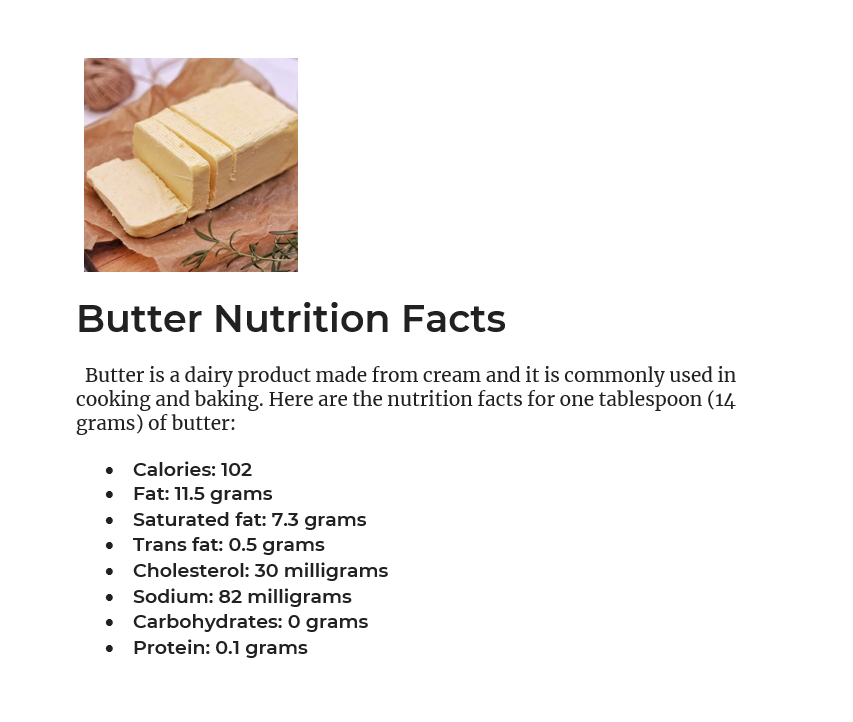 Butter Nutrition Facts
Butter is a dairy product made from cream and it is commonly used in
cooking and baking. Here are the nutrition facts for one tablespoon (14
grams) of butter:
• Calories: 102
• Fat: 11.5 grams
• Saturated fat: 7.3 grams
• Trans fat: 0.5 grams
• Cholesterol: 30 milligrams
• Sodium: 82 milligrams
• Carbohydrates: 0 grams
• Protein: 0.1 grams